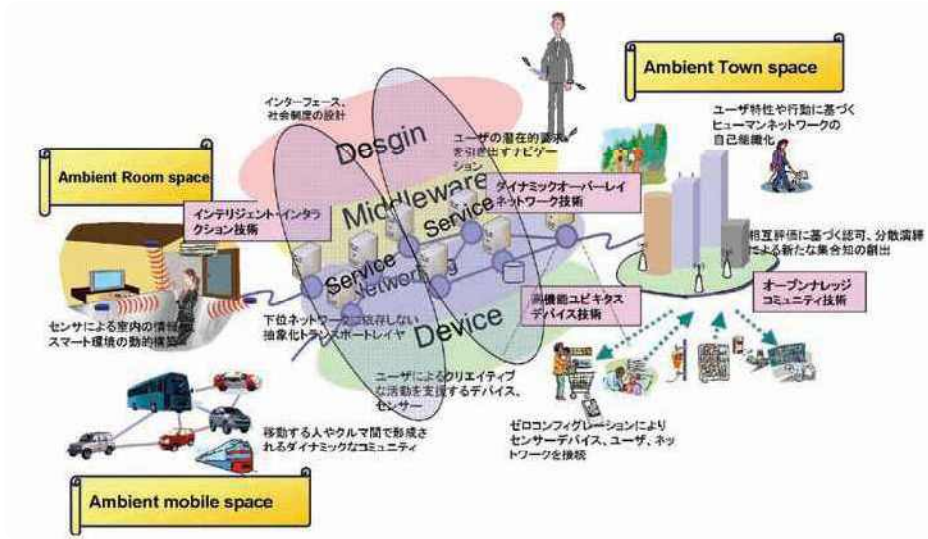 Ambient Town space
インターフェース、
社会制度の設計
Desgin
ユーザの潜在的要求
を引き出すナビゲー
ション
ユーザ特性や行動に基づく
ヒューマンネットワークの
自己組織化
Ambient Room space
Middleware
インテリジェント・インタラ
クション技術
ダイナミックオーバーレイ
ネットワーク技術
Service
Service
Networking
相互評価に基づく認可、分散演繹
による新たな集合知の創出
センサによる室内の情報
スマート環境の動的構築
下位ネットワークに依存しない
抽象化トランスポートレイヤ
Device
高機能ユビキタス
デバイス技術
オープンナレッジ
コミュニティ技術
ユーザによるクリエイティブ
な活動を支援するデバイス、
センサー
移動する人やクルマ間で形成さ
れるダイナミックなコミュニティ
ゼロコンフィグレーションにより
センサーデバイス、ユーザ、ネッ
トワークを接続
Ambient mobile space